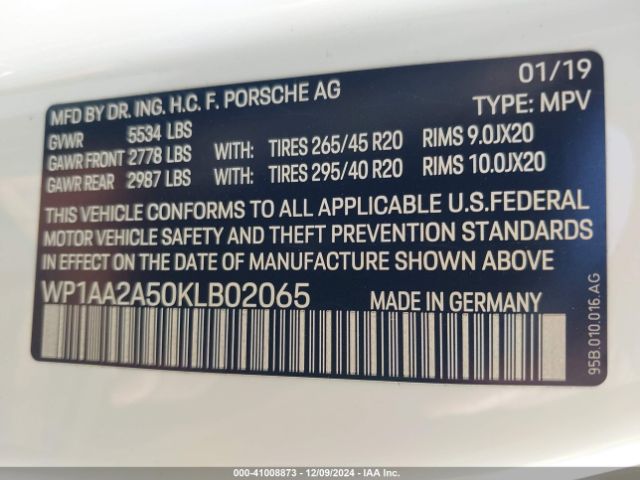 MFD BY DR. ING. H.C. F. PORSCHE AG 01/19
GVWR 5534 LBS TYPE: MPV
GAWR FRONT 2778 LBS WITH: TIRES 265/45 R20 RIMS 9.0JX20
GAWR REAR 2987 LBS WITH: TIRES 295/40 R20 RIMS 10.0JX20
THIS VEHICLE CONFORMS TO ALL APPLICABLE U.S.FEDERAL
MOTOR VEHICLE SAFETY AND THEFT PREVENTION STANDARDS
IN EFFECT ON THE DATE OF MANUFACTURE SHOWN ABOVE
WP1AA2A50KLB02065 MADE IN GERMANY
95B.010.016.AG
000-41008873 - 12/09/2024 - IAA Inc.